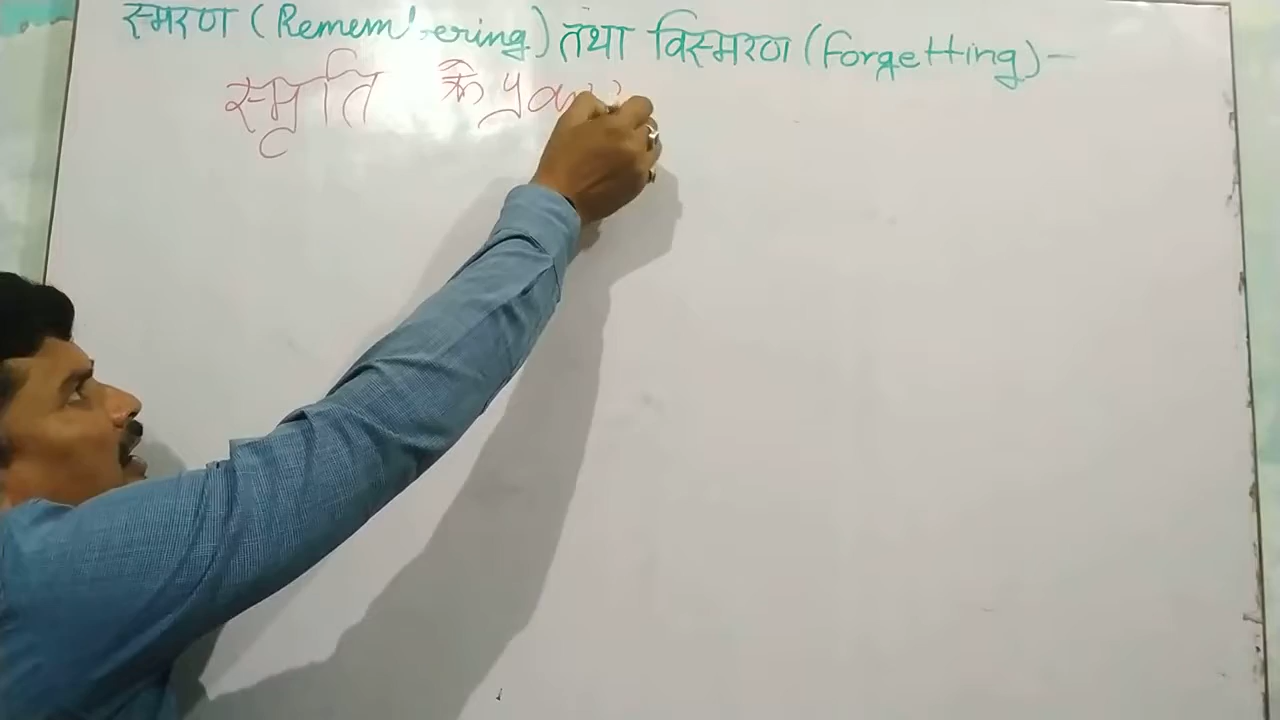 स्मरण (Remembering) तथा विस्मरण (Forgetting) —
स्मृति के